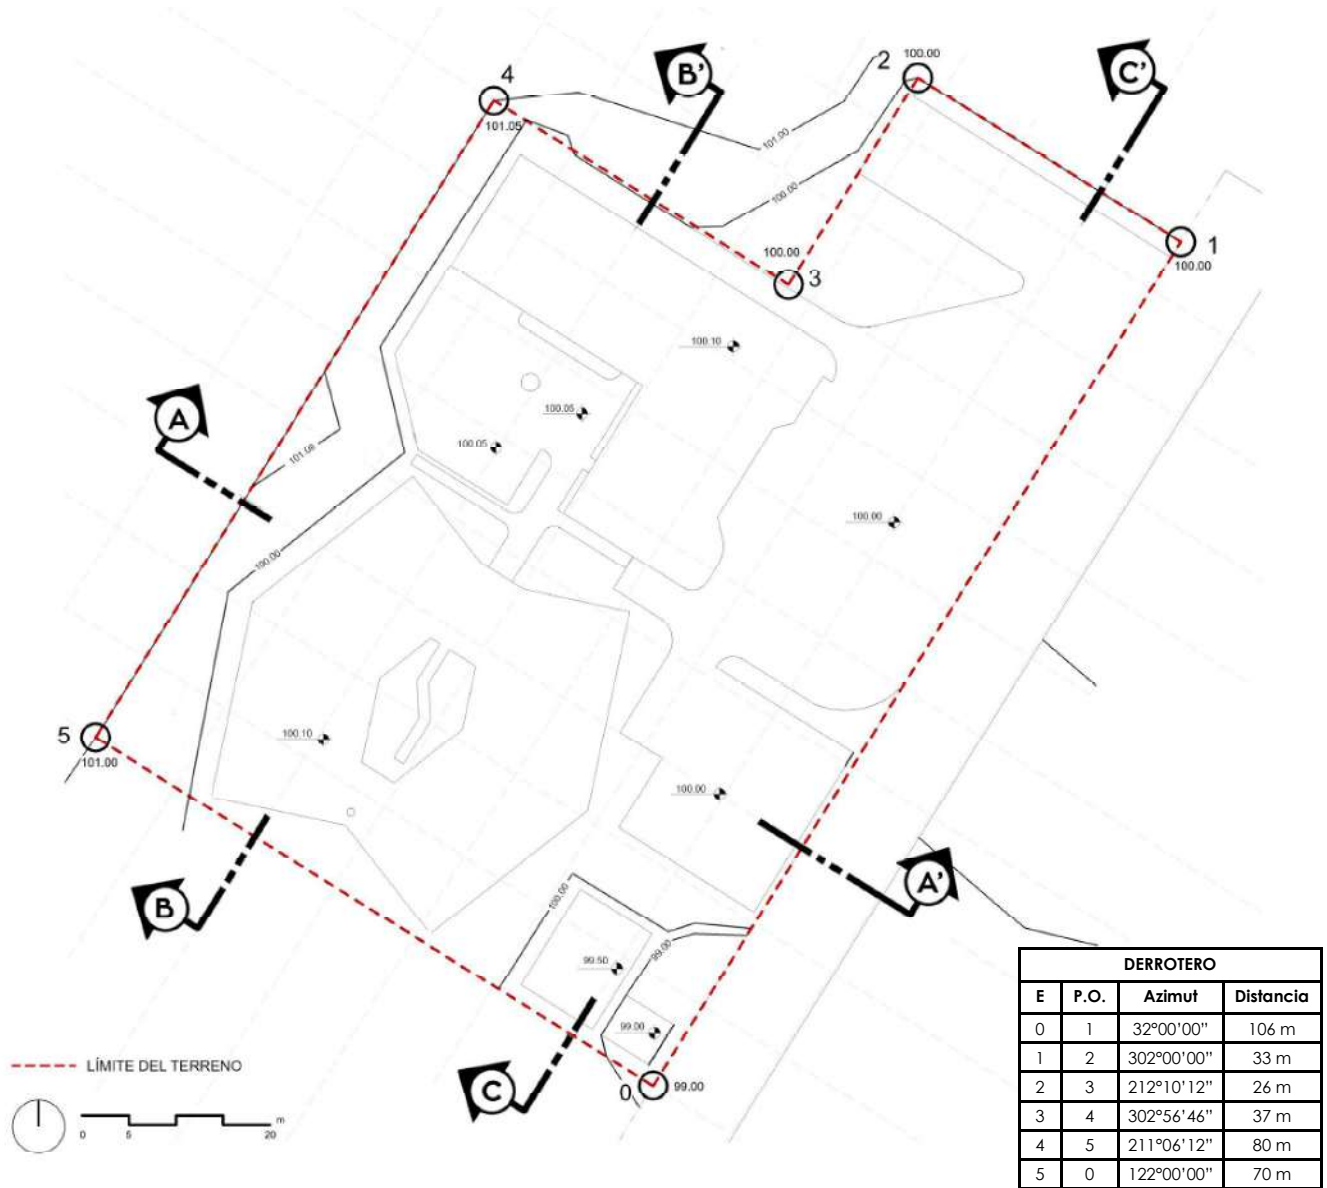 B'
2
100.00
C'
4
101.05
101.00
100.00
1
100.00
100.00
3
100.10
A
100.05
100.05
101.08
100.00
100.00
5
101.00
100.10
100.00
A'
B
100.00
99.50
99.00
99.00
C
0
99.00
LÍMITE DEL TERRENO
0 5 20 m
DERROTERO
E P.O. Azimut Distancia
0 1 32°00'00" 106 m
1 2 302°00'00" 33 m
2 3 212°10'12" 26 m
3 4 302°56'46" 37 m
4 5 211°06'12" 80 m
5 0 122°00'00" 70 m